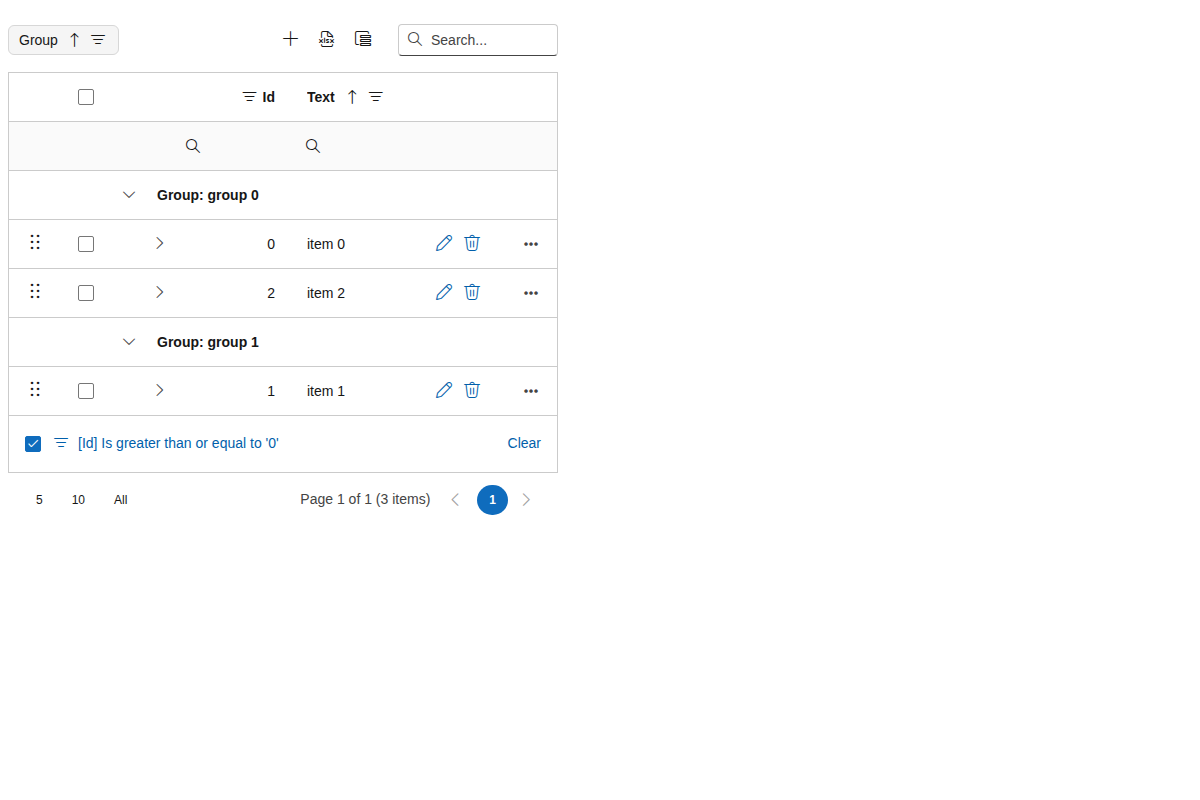 Group
xlsx
Search...
Id Text
Group: group 0
0 item 0
2 item 2
Group: group 1
1 item 1
[Id] Is greater than or equal to '0' Clear
5 10 All Page 1 of 1 (3 items) 1